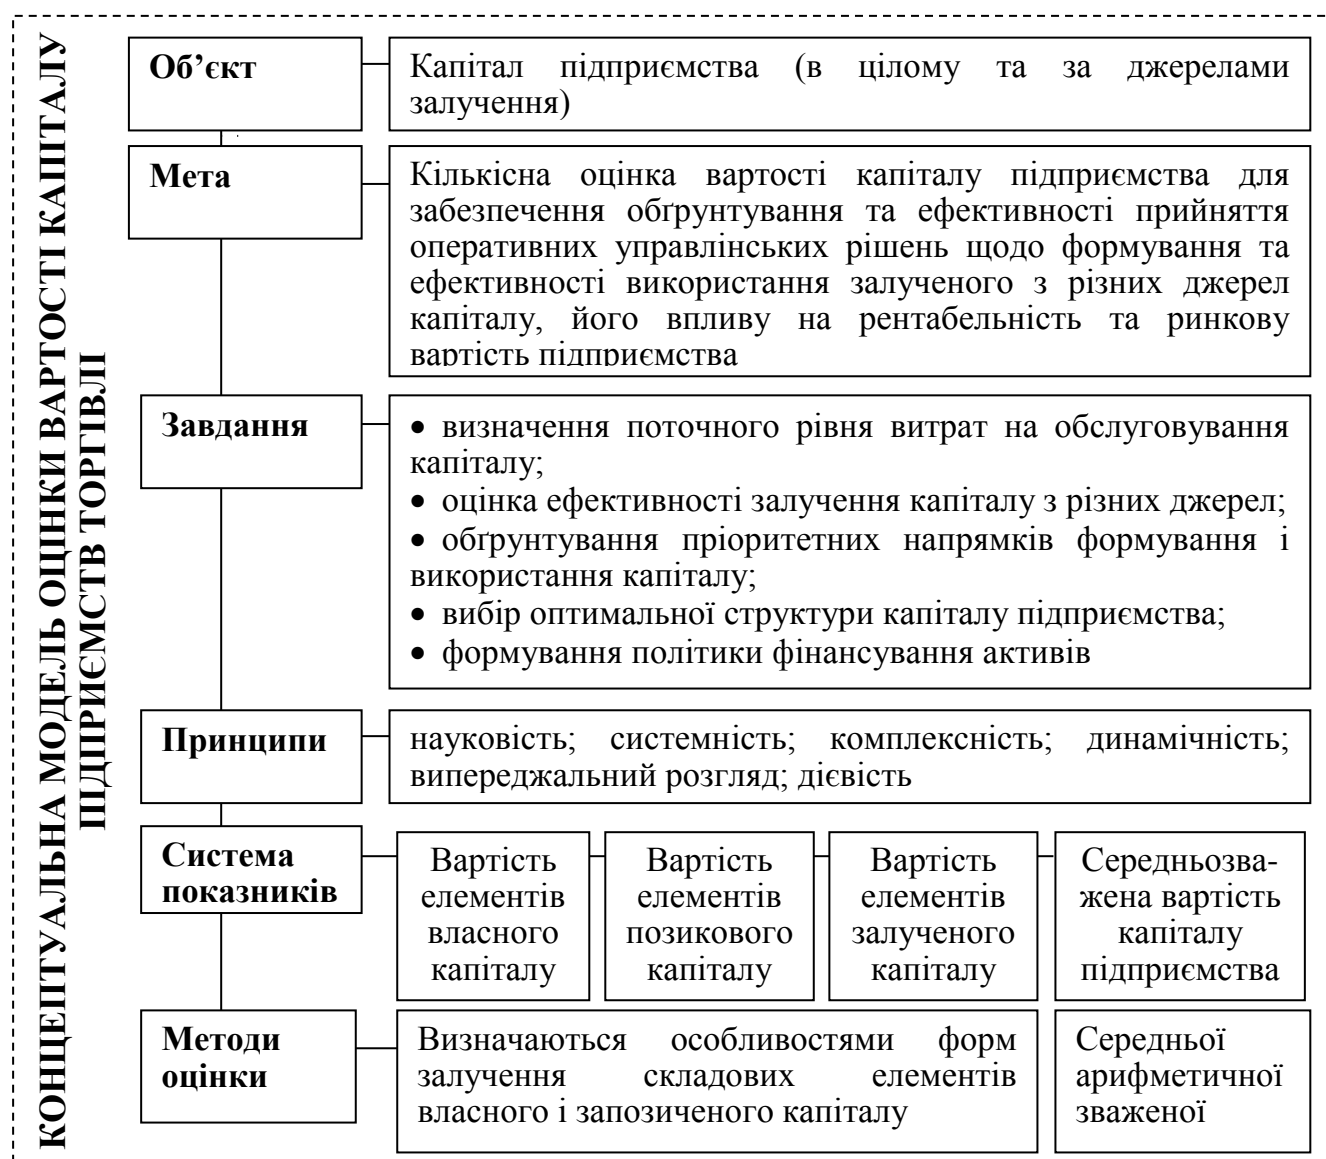 КОНЦЕПТУАЛЬНА МОДЕЛЬ ОЦІНКИ ВАРТОСТІ КАПІТАЛУ
ПІДПРИЄМСТВ ТОРГІВЛІ
Об’єкт
Капітал підприємства (в цілому та за джерелами
залучення)
Мета
Кількісна оцінка вартості капіталу підприємства для
забезпечення обґрунтування та ефективності прийняття
оперативних управлінських рішень щодо формування та
ефективності використання залученого з різних джерел
капіталу, його впливу на рентабельність та ринкову
вартість підприємства
Завдання
• визначення поточного рівня витрат на обслуговування
капіталу;
• оцінка ефективності залучення капіталу з різних джерел;
• обґрунтування пріоритетних напрямків формування і
використання капіталу;
• вибір оптимальної структури капіталу підприємства;
• формування політики фінансування активів
Принципи
науковість; системність; комплексність; динамічність;
випереджальний розгляд; дієвість
Система
показників
Вартість
елементів
власного
капіталу
Вартість
елементів
позикового
капіталу
Вартість
елементів
залученого
капіталу
Середньозва-
жена вартість
капіталу
підприємства
Методи
оцінки
Визначаються особливостями форм
залучення складових елементів
власного і запозиченого капіталу
Середньої
арифметичної
зваженої